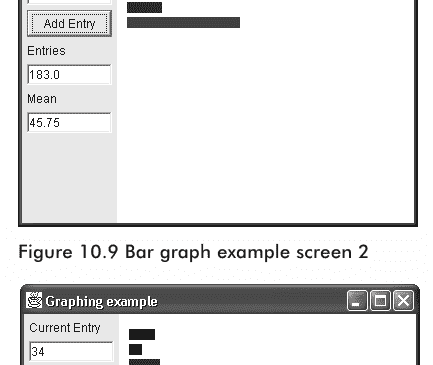 Add Entry
Entries
183.0
Mean
45.75
Figure 10.9 Bar graph example screen 2
Graphing example
Current Entry
34